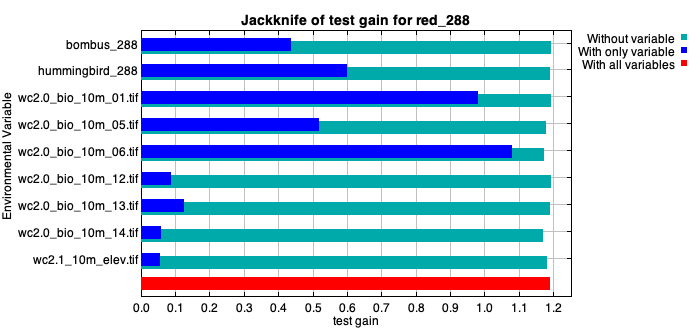 Jackknife of test gain for red_288
Without variable
With only variable
With all variables
Environmental Variable
bombus_288
hummingbird_288
wc2.0_bio_10m_01.tif
wc2.0_bio_10m_05.tif
wc2.0_bio_10m_06.tif
wc2.0_bio_10m_12.tif
wc2.0_bio_10m_13.tif
wc2.0_bio_10m_14.tif
wc2.1_10m_elev.tif
0.0 0.1 0.2 0.3 0.4 0.5 0.6 0.7 0.8 0.9 1.0 1.1 1.2
test gain